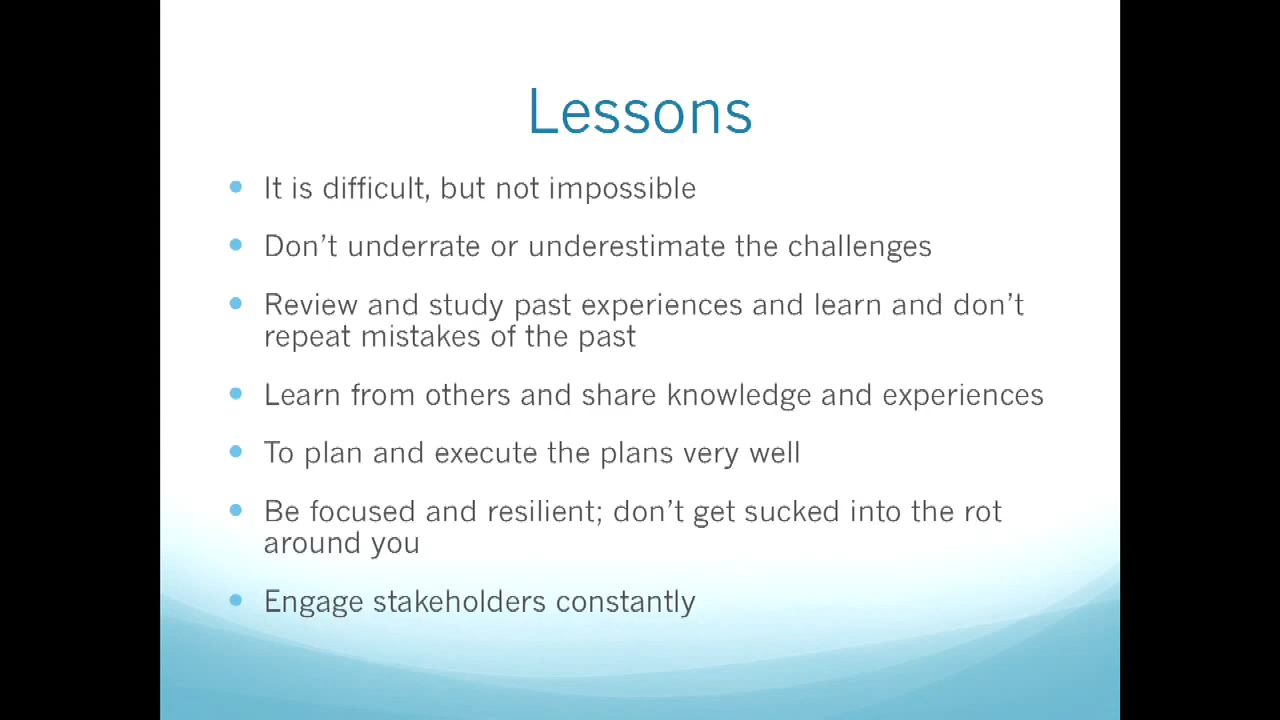 Lessons
It is difficult, but not impossible
Don’t underrate or underestimate the challenges
Review and study past experiences and learn and don’t
repeat mistakes of the past
Learn from others and share knowledge and experiences
To plan and execute the plans very well
Be focused and resilient; don’t get sucked into the rot
around you
Engage stakeholders constantly